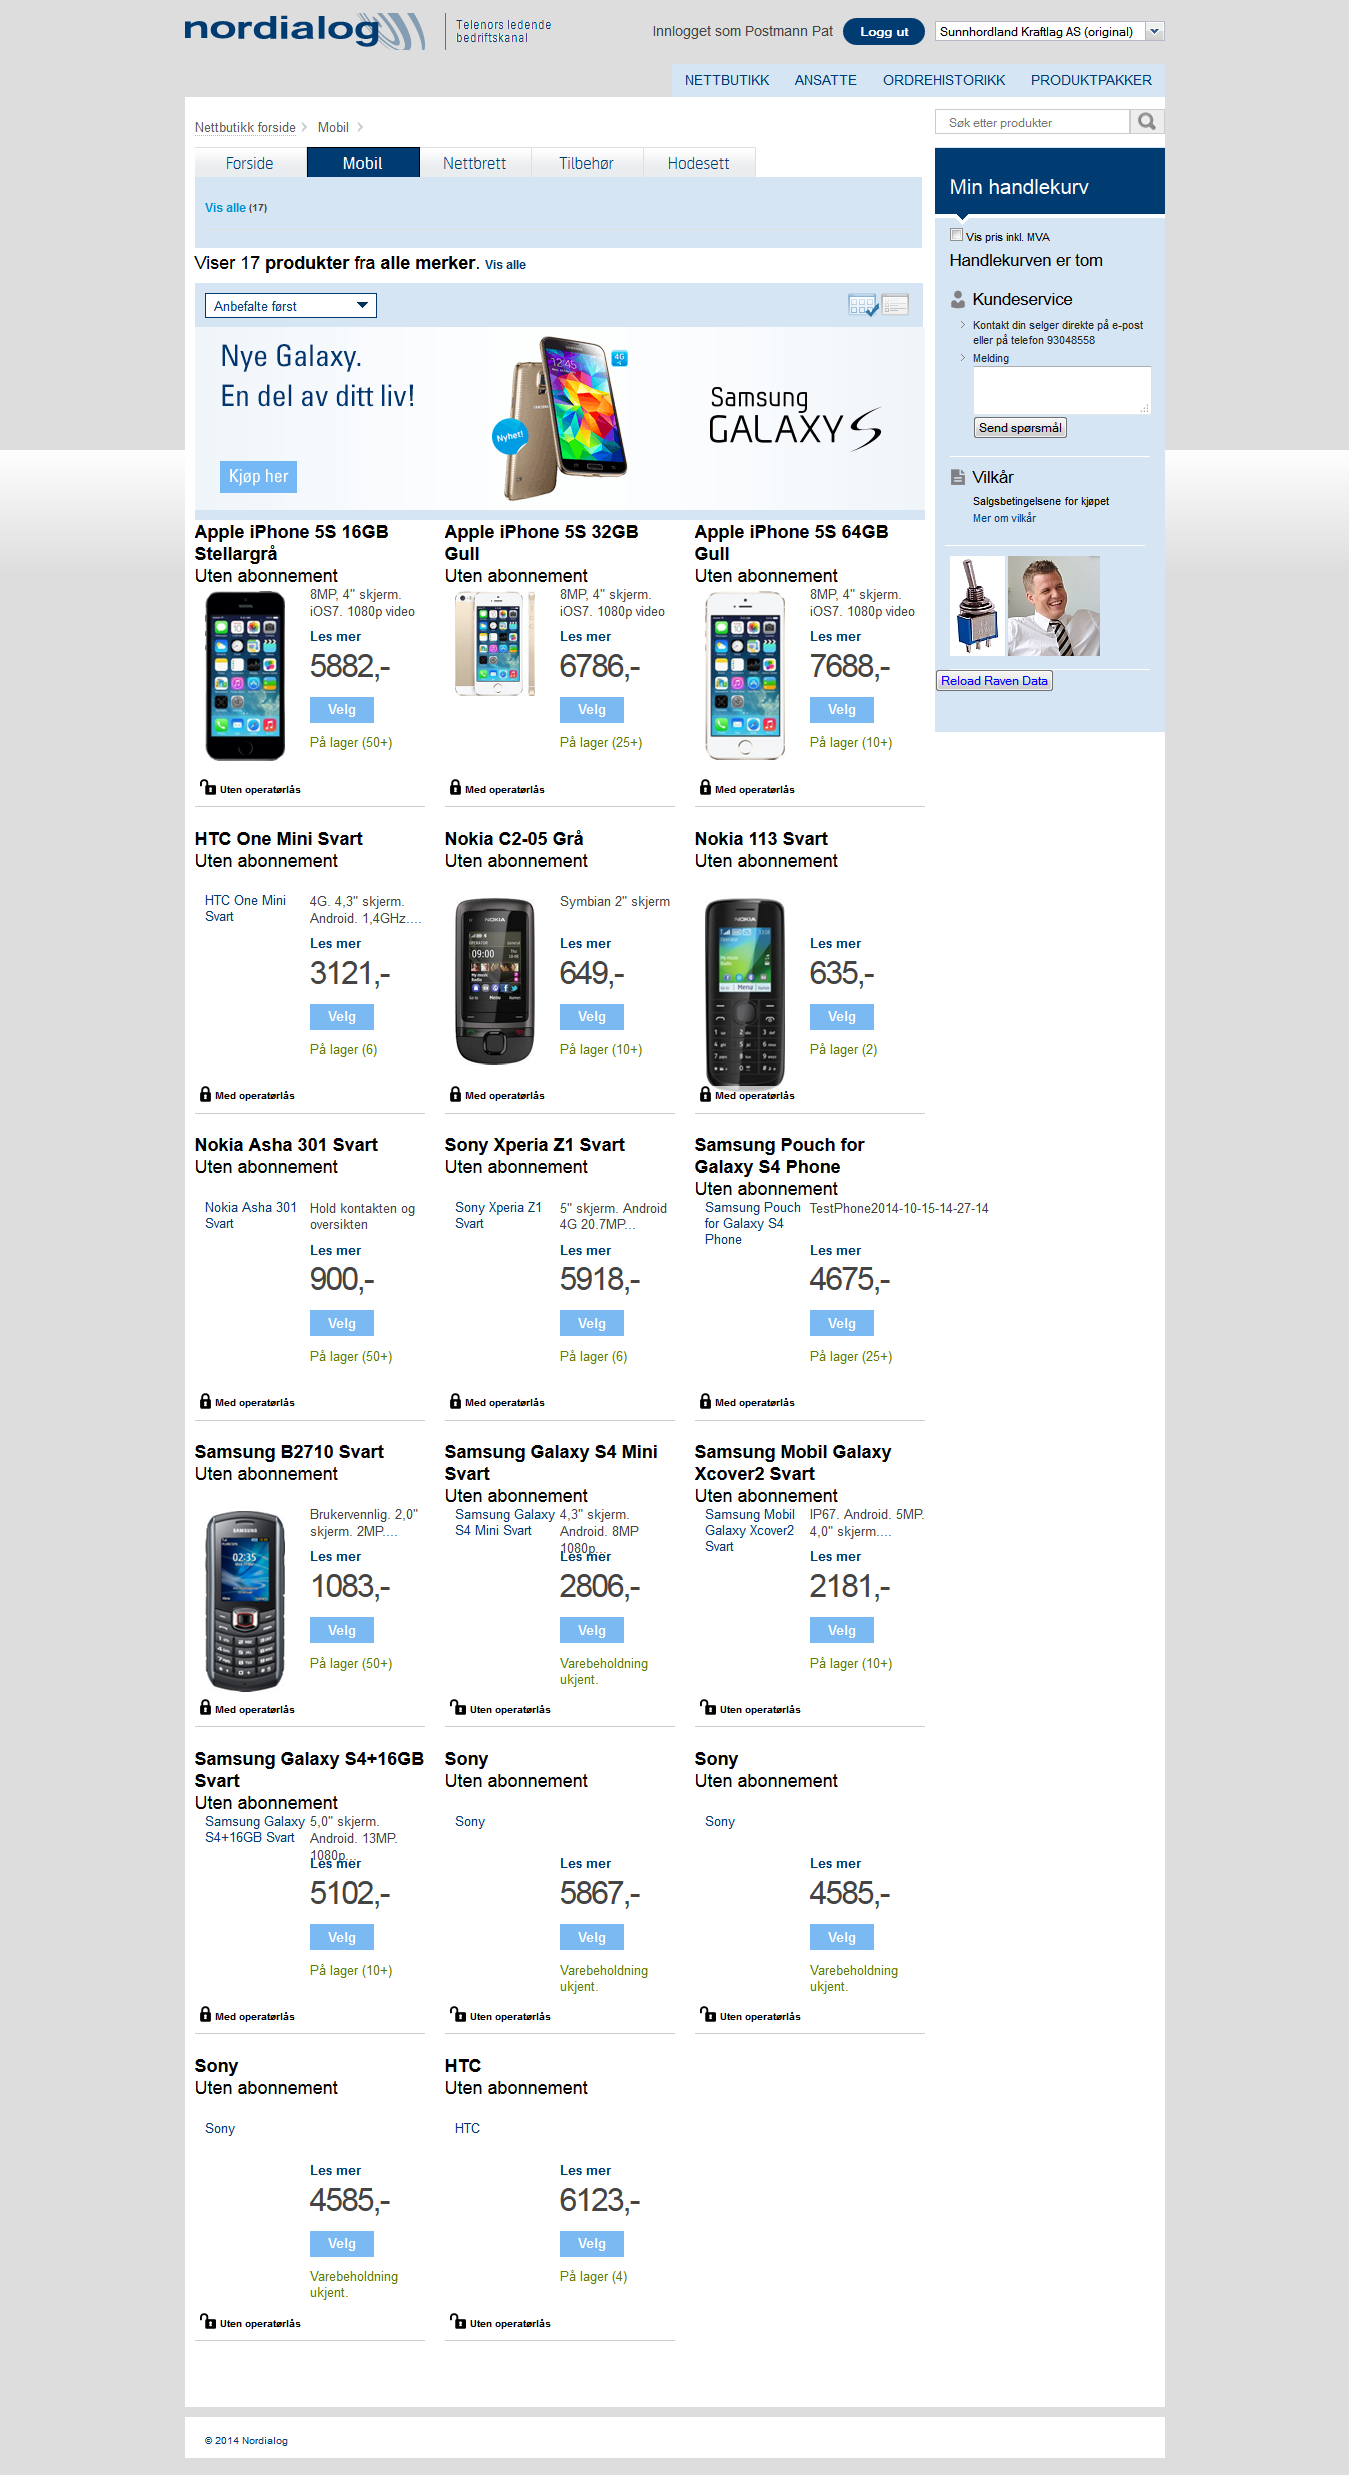 nordialog
Telenors ledende
bedriftskanal
Innlogget som Postmann Pat
Logg ut
Sunnhordland Kraftlag AS (original)
NETTBUTIKK ANSATTE ORDREHISTORIKK PRODUKTPAKKER
Nettbutikk forside Mobil
Søk etter produkter
Forside Mobil Nettbrett Tilbehør Hodesett
Vis alle (17)
Viser 17 produkter fra alle merker. Vis alle
Anbefalte først
Nye Galaxy.
En del av ditt liv!
Kjøp her
Nyhet!
4G
12:45
Samsung
GALAXY S
Min handlekurv
Vis pris inkl. MVA
Handlekurven er tom
Kundeservice
Kontakt din selger direkte på e-post
eller på telefon 93048558
Melding
Send spørsmål
Vilkår
Salgsbetingelsene for kjøpet
Mer om vilkår
Reload Raven Data
Apple iPhone 5S 16GB
Stellargrå
Uten abonnement
8MP, 4" skjerm.
iOS7. 1080p video
Les mer
5882,-
Velg
På lager (50+)
Uten operatørlås
Apple iPhone 5S 32GB
Gull
Uten abonnement
8MP, 4" skjerm.
iOS7. 1080p video
Les mer
6786,-
Velg
På lager (25+)
Med operatørlås
Apple iPhone 5S 64GB
Gull
Uten abonnement
8MP, 4" skjerm.
iOS7. 1080p video
Les mer
7688,-
Velg
På lager (10+)
Med operatørlås
HTC One Mini Svart
Uten abonnement
HTC One Mini
Svart
4G. 4,3" skjerm.
Android. 1,4GHz....
Les mer
3121,-
Velg
På lager (6)
Med operatørlås
Nokia C2-05 Grå
Uten abonnement
NOKIA
09:00
Symbian 2" skjerm
Les mer
649,-
Velg
På lager (10+)
Med operatørlås
Nokia 113 Svart
Uten abonnement
NOKIA
Menu
Les mer
635,-
Velg
På lager (2)
Med operatørlås
Nokia Asha 301 Svart
Uten abonnement
Nokia Asha 301
Svart
Hold kontakten og
oversikten
Les mer
900,-
Velg
På lager (50+)
Med operatørlås
Sony Xperia Z1 Svart
Uten abonnement
Sony Xperia Z1
Svart
5" skjerm. Android
4G 20.7MP...
Les mer
5918,-
Velg
På lager (6)
Med operatørlås
Samsung Pouch for
Galaxy S4 Phone
Uten abonnement
Samsung Pouch
for Galaxy S4
Phone
TestPhone2014-10-15-14-27-14
Les mer
4675,-
Velg
På lager (25+)
Med operatørlås
Samsung B2710 Svart
Uten abonnement
SAMSUNG
02:35
Brukervennlig. 2,0"
skjerm. 2MP....
Les mer
1083,-
Velg
På lager (50+)
Med operatørlås
Samsung Galaxy S4 Mini
Svart
Uten abonnement
Samsung Galaxy
S4 Mini Svart
4,3" skjerm.
Android. 8MP
1080p...
Les mer
2806,-
Velg
Varebeholdning
ukjent.
Uten operatørlås
Samsung Mobil Galaxy
Xcover2 Svart
Uten abonnement
Samsung Mobil
Galaxy Xcover2
Svart
IP67. Android. 5MP.
4,0" skjerm....
Les mer
2181,-
Velg
På lager (10+)
Uten operatørlås
Samsung Galaxy S4+16GB
Svart
Uten abonnement
Samsung Galaxy
S4+16GB Svart
5,0" skjerm.
Android. 13MP.
1080p...
Les mer
5102,-
Velg
På lager (10+)
Med operatørlås
Sony
Uten abonnement
Sony
Les mer
5867,-
Velg
Varebeholdning
ukjent.
Uten operatørlås
Sony
Uten abonnement
Sony
Les mer
4585,-
Velg
Varebeholdning
ukjent.
Uten operatørlås
Sony
Uten abonnement
Sony
Les mer
4585,-
Velg
Varebeholdning
ukjent.
Uten operatørlås
HTC
Uten abonnement
HTC
Les mer
6123,-
Velg
På lager (4)
Uten operatørlås
© 2014 Nordialog